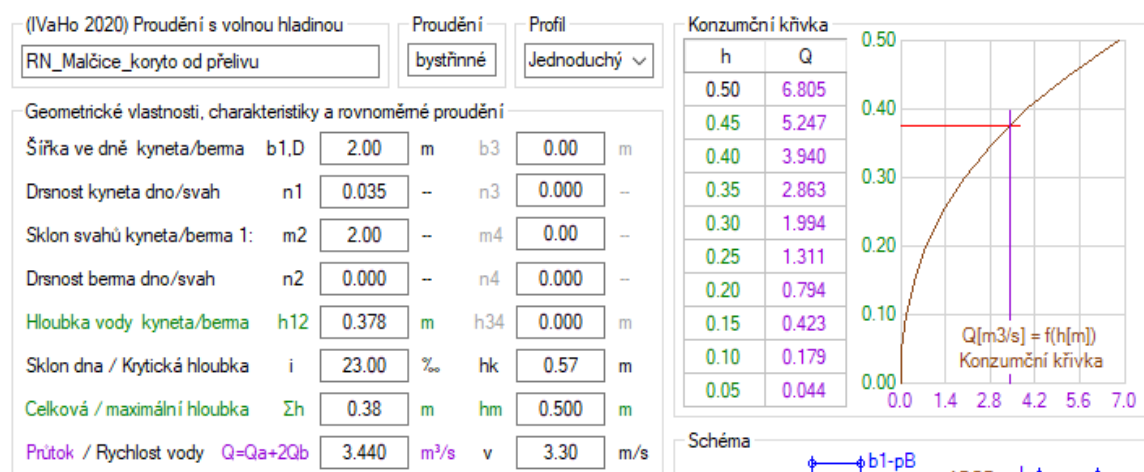 (IVaHo 2020) Proudění s volnou hladinou
RN_Malčice_koryto od přelivu
Proudění
bystřinné
Profil
Jednoduchý
Geometrické vlastnosti, charakteristiky a rovnoměrné proudění
Šířka ve dně kyneta/berma b1,D 2.00 m b3 0.00 m
Drsnost kyneta dno/svah n1 0.035 -- n3 0.000 --
Sklon svahů kyneta/berma 1: m2 2.00 -- m4 0.00 --
Drsnost berma dno/svah n2 0.000 -- n4 0.000 --
Hloubka vody kyneta/berma h12 0.378 m h34 0.000 m
Sklon dna / Krytická hloubka i 23.00 ‰ hk 0.57 m
Celková / maximální hloubka Σh 0.38 m hm 0.500 m
Průtok / Rychlost vody Q=Qa+2Qb 3.440 m³/s v 3.30 m/s
Konzumční křivka
h Q
0.50 6.805
0.45 5.247
0.40 3.940
0.35 2.863
0.30 1.994
0.25 1.311
0.20 0.794
0.15 0.423
0.10 0.179
0.05 0.044
0.50
0.40
0.30
0.20
0.10
0.00
Q[m3/s] = f(h[m])
Konzumční křivka
0.0 1.4 2.8 4.2 5.6 7.0
Schéma
b1-pB